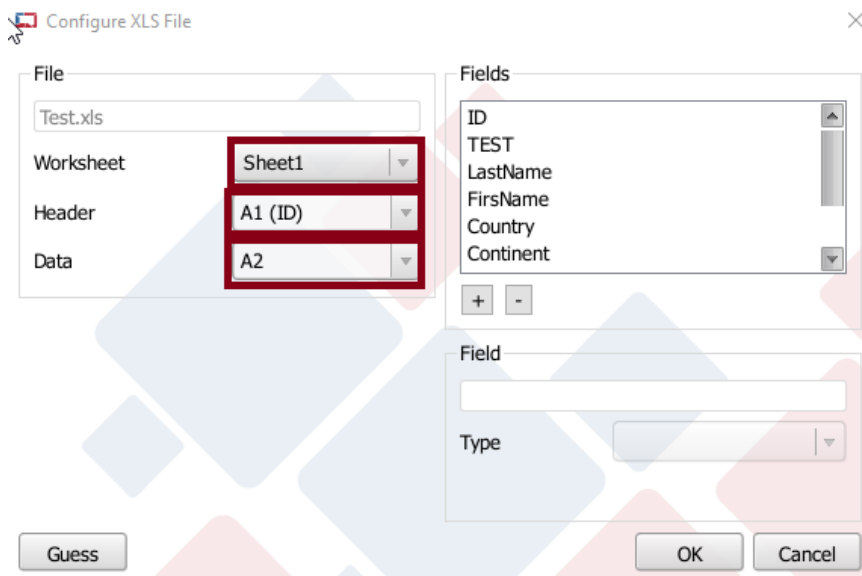 Configure XLS File
File
Test.xls
Worksheet
Sheet1
Header
A1 (ID)
Data
A2
Fields
ID
TEST
LastName
FirsName
Country
Continent
+ -
Field
Type
Guess
OK
Cancel